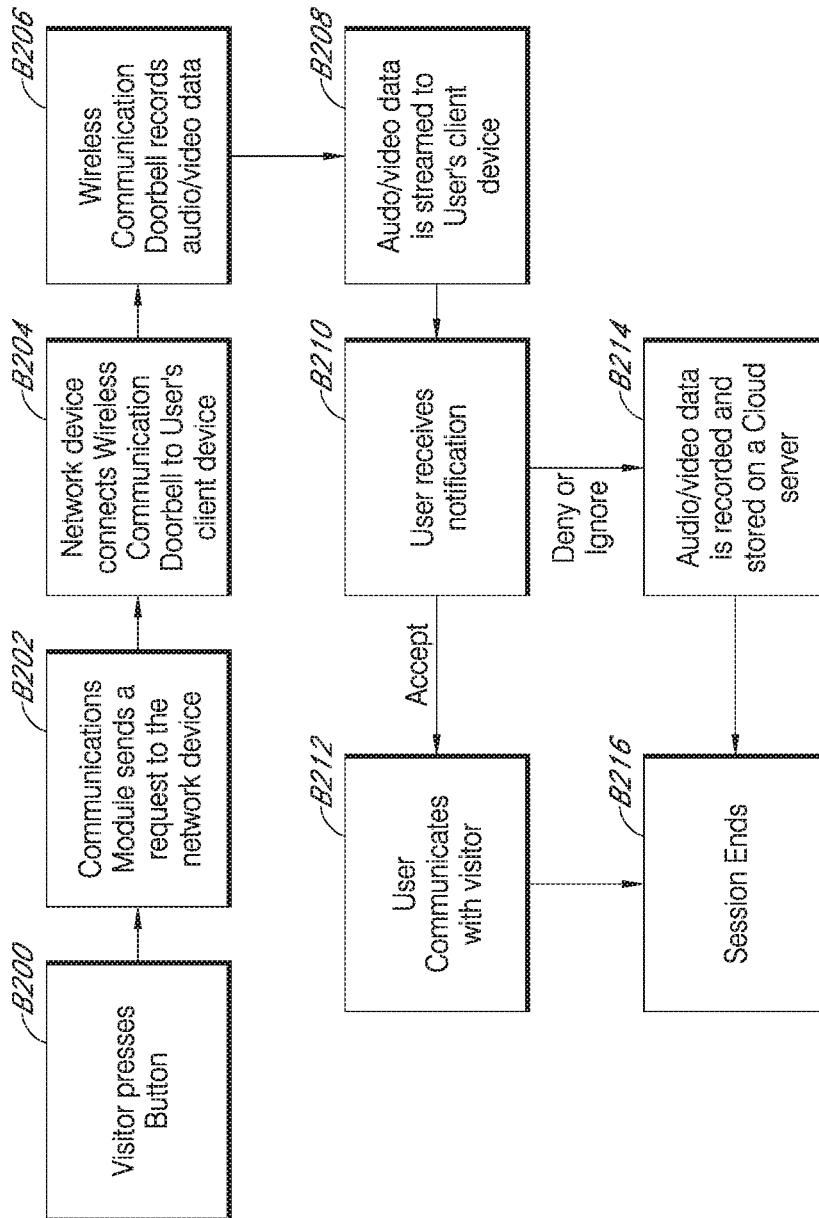 B200
Visitor presses
Button
B202
Communications
Module sends a
request to the
network device
B204
Network device
connects Wireless
Communication
Doorbell to User's
client device
B206
Wireless
Communication
Doorbell records
audio/video data
B208
Audo/video data
is streamed to
User's client
device
B210
User receives
notification
Accept
Deny or
Ignore
B212
User
Communicates
with visitor
B214
Audio/video data
is recorded and
stored on a Cloud
server
B216
Session Ends